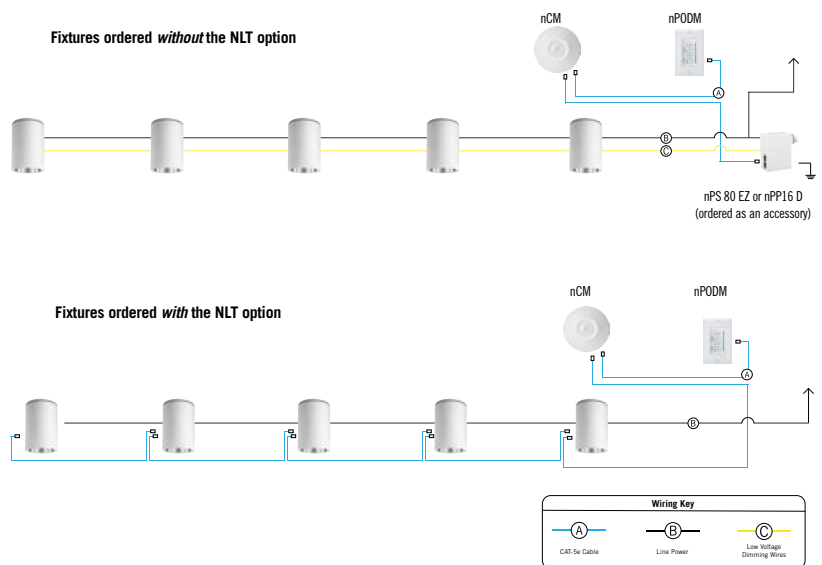 Fixtures ordered without the NLT option
nCM
nPODM
A
B
C
nPS 80 EZ or nPP16 D
(ordered as an accessory)
Fixtures ordered with the NLT option
nCM
nPODM
A
B
Wiring Key
A
B
C
CAT-5e Cable
Line Power
Low Voltage
Dimming Wires